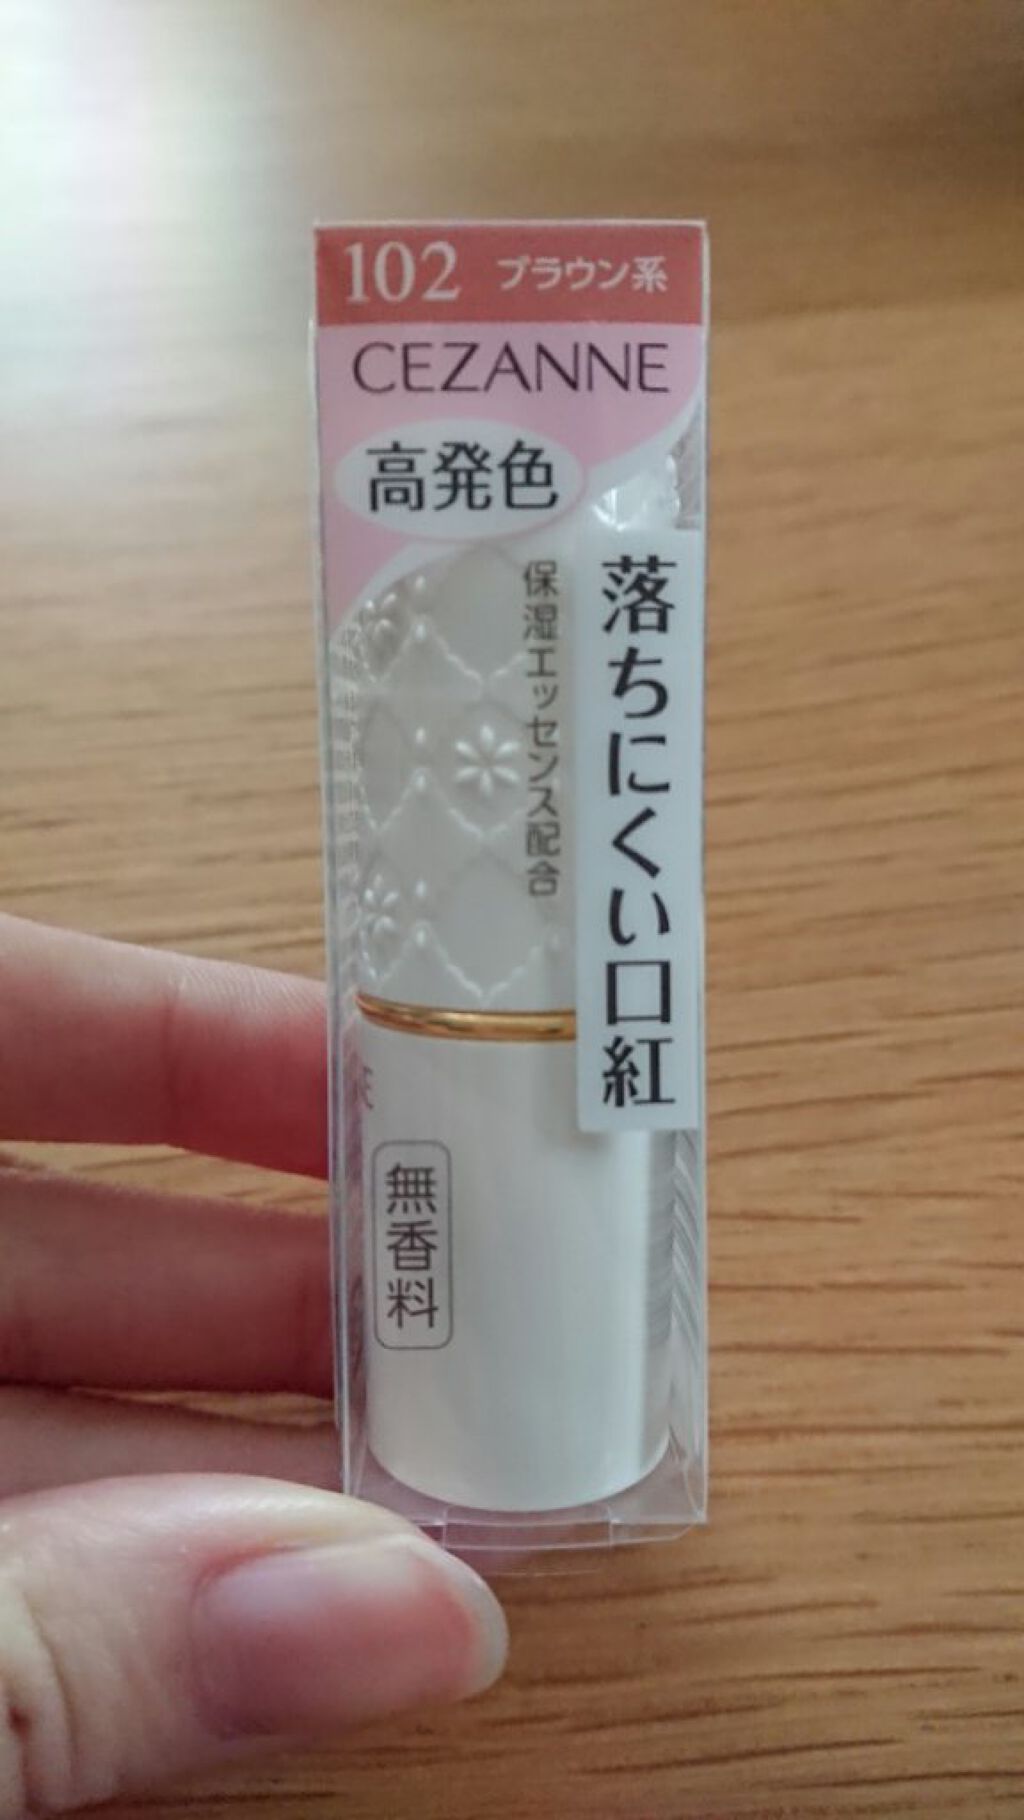 102 ブラウン系
CEZANNE
高発色
落ちにくい口紅
保湿エッセンス配合
無香料